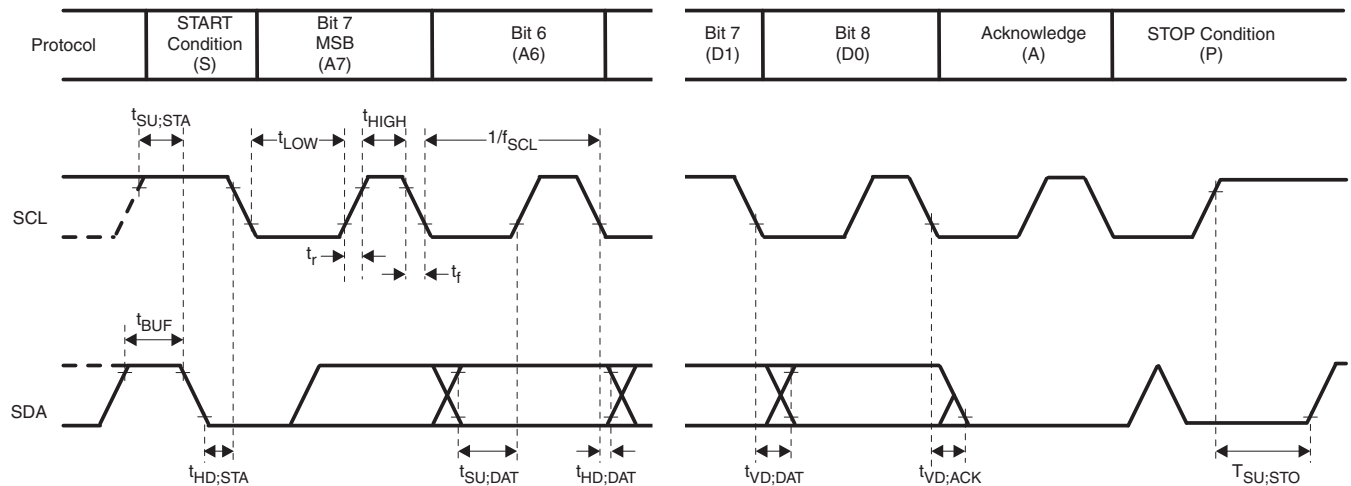 Protocol
START
Condition
(S)
Bit 7
MSB
(A7)
Bit 6
(A6)
Bit 7
(D1)
Bit 8
(D0)
Acknowledge
(A)
STOP Condition
(P)
tSU;STA
tLOW
tHIGH
1/fSCL
SCL
tr
tf
tBUF
SDA
tHD;STA
tSU;DAT
tHD;DAT
tVD;DAT
tVD;ACK
TSU;STO